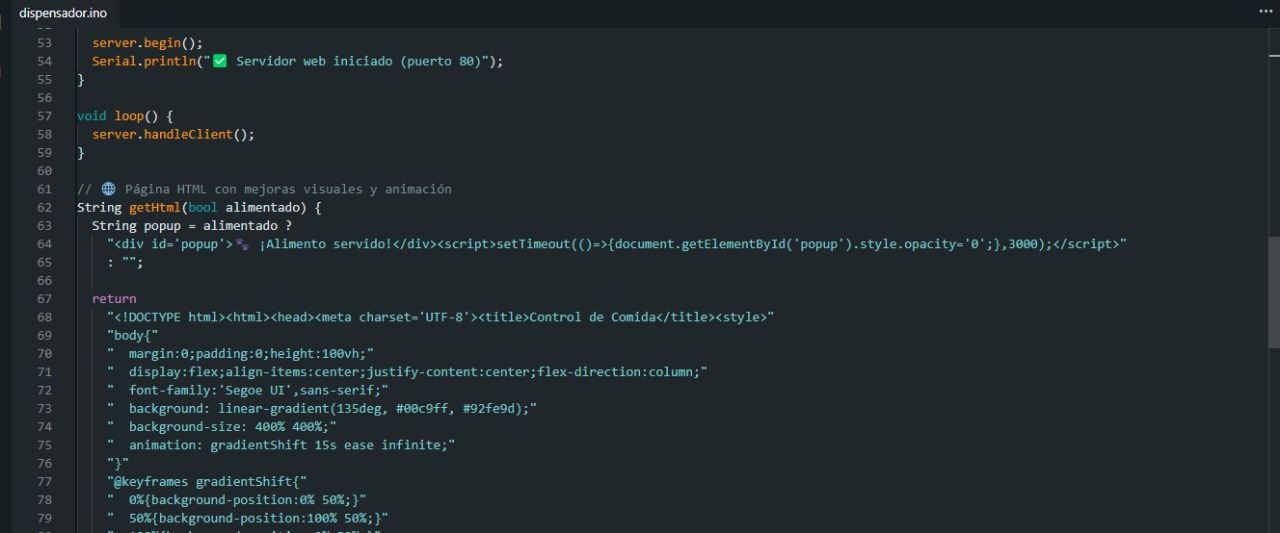 dispensador.ino
53 server.begin();
54 Serial.println("✅ Servidor web iniciado (puerto 80)");
55 }
56
57 void loop() {
58 server.handleClient();
59 }
60
61 // 🌐 Página HTML con mejoras visuales y animación
62 String getHtml(bool alimentado) {
63 String popup = alimentado ?
64 "<div id='popup'>🐾 ¡Alimento servido!</div><script>setTimeout(()=>{document.getElementById('popup').style.opacity='0';},3000);</script>"
65 : "";
66
67 return
68 "<!DOCTYPE html><html><head><meta charset='UTF-8'><title>Control de Comida</title><style>"
69 "body{"
70 "  margin:0;padding:0;height:100vh;"
71 "  display:flex;align-items:center;justify-content:center;flex-direction:column;"
72 "  font-family:'Segoe UI',sans-serif;"
73 "  background: linear-gradient(135deg, #00c9ff, #92fe9d);"
74 "  background-size: 400% 400%;"
75 "  animation: gradientShift 15s ease infinite;"
76 "}"
77 "@keyframes gradientShift{"
78 "  0%{background-position:0% 50%;}"
79 "  50%{background-position:100% 50%;}"